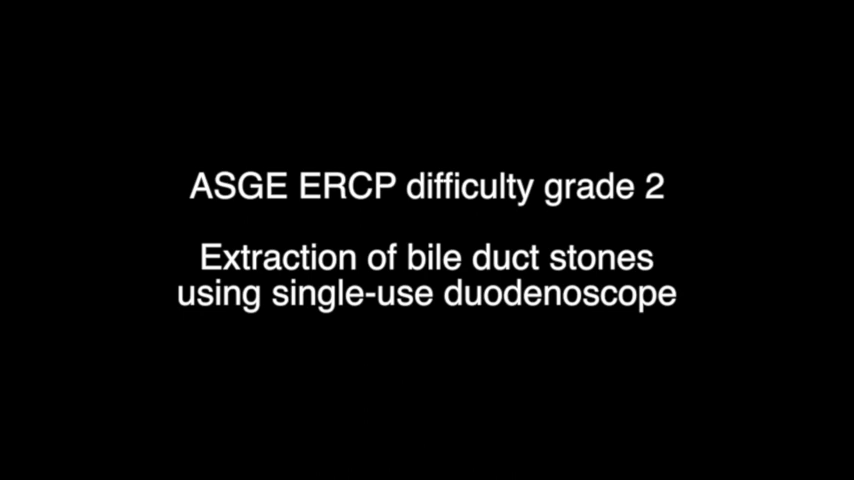 ASGE ERCP difficulty grade 2
Extraction of bile duct stones
using single-use duodenoscope